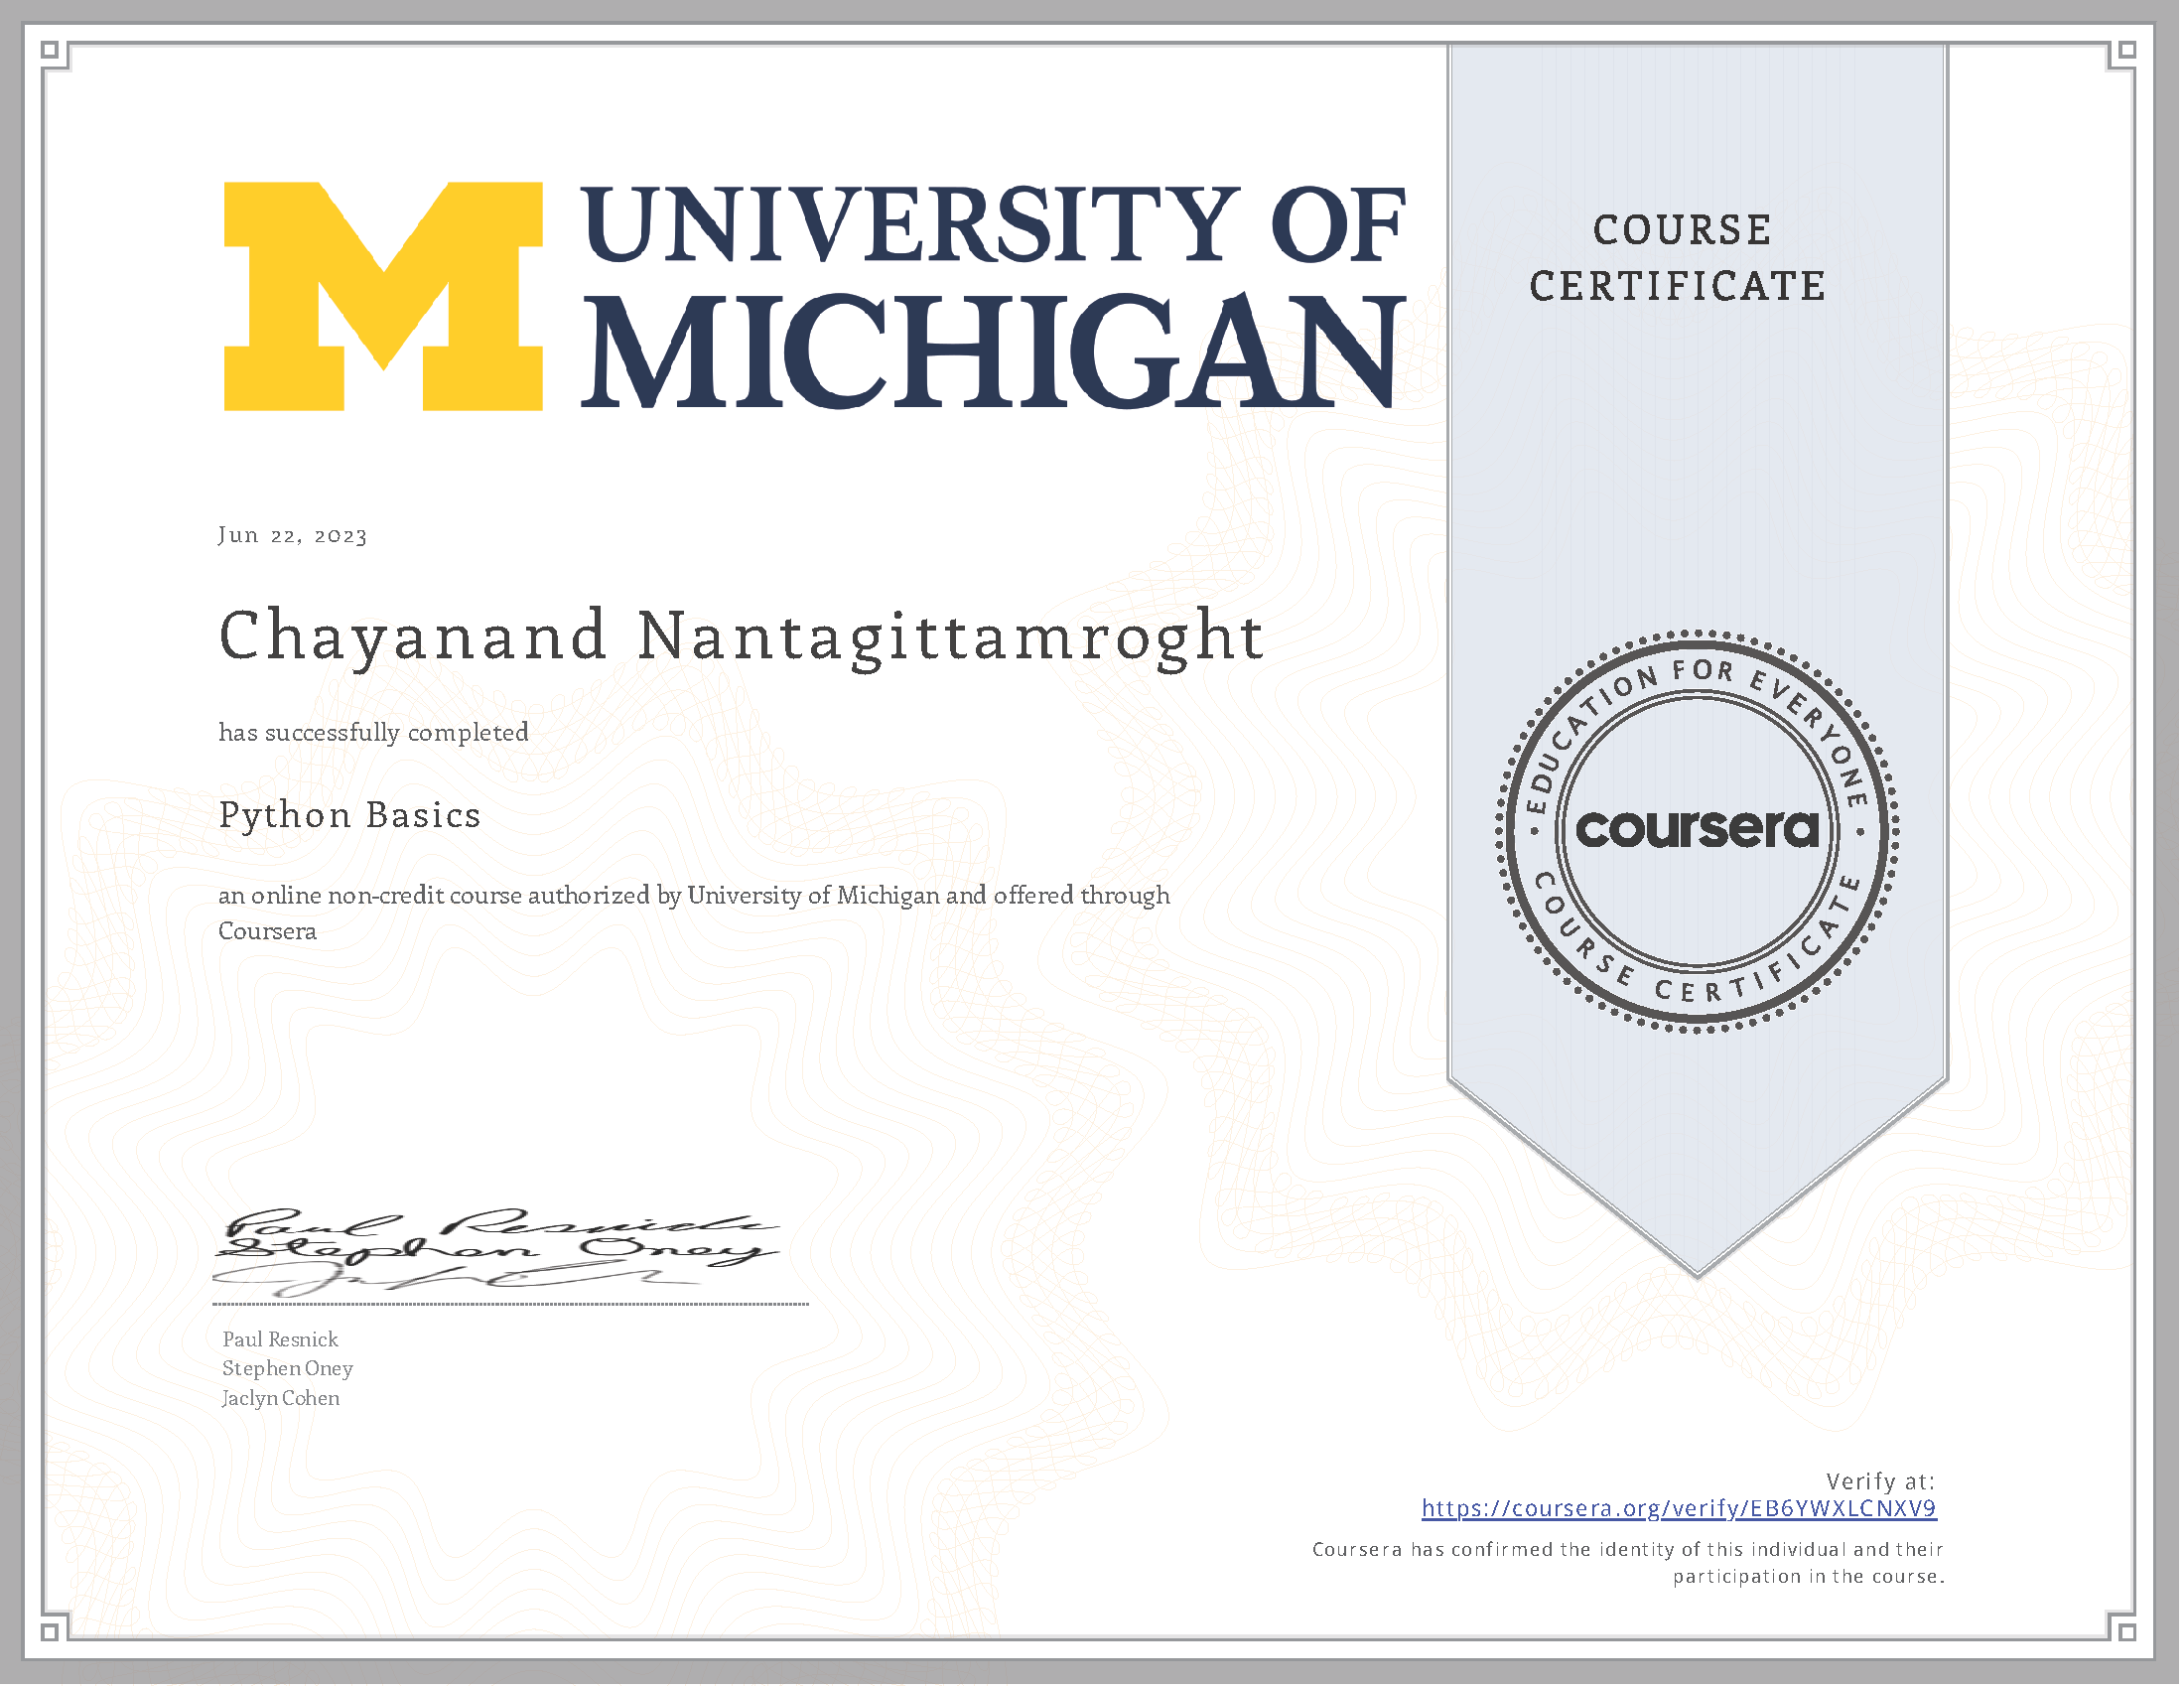 UNIVERSITY OF
MICHIGAN
COURSE
CERTIFICATE
Jun 22, 2023
Chayanand Nantagittamroght
has successfully completed
Python Basics
an online non-credit course authorized by University of Michigan and offered through
Coursera
EDUCATION FOR EVERYONE
coursera
COURSE CERTIFICATE
Paul Resnick
Stephen Oney
Paul Resnick
Stephen Oney
Jaclyn Cohen
Verify at:
https://coursera.org/verify/EB6YWXLCNXV9
Coursera has confirmed the identity of this individual and their
participation in the course.